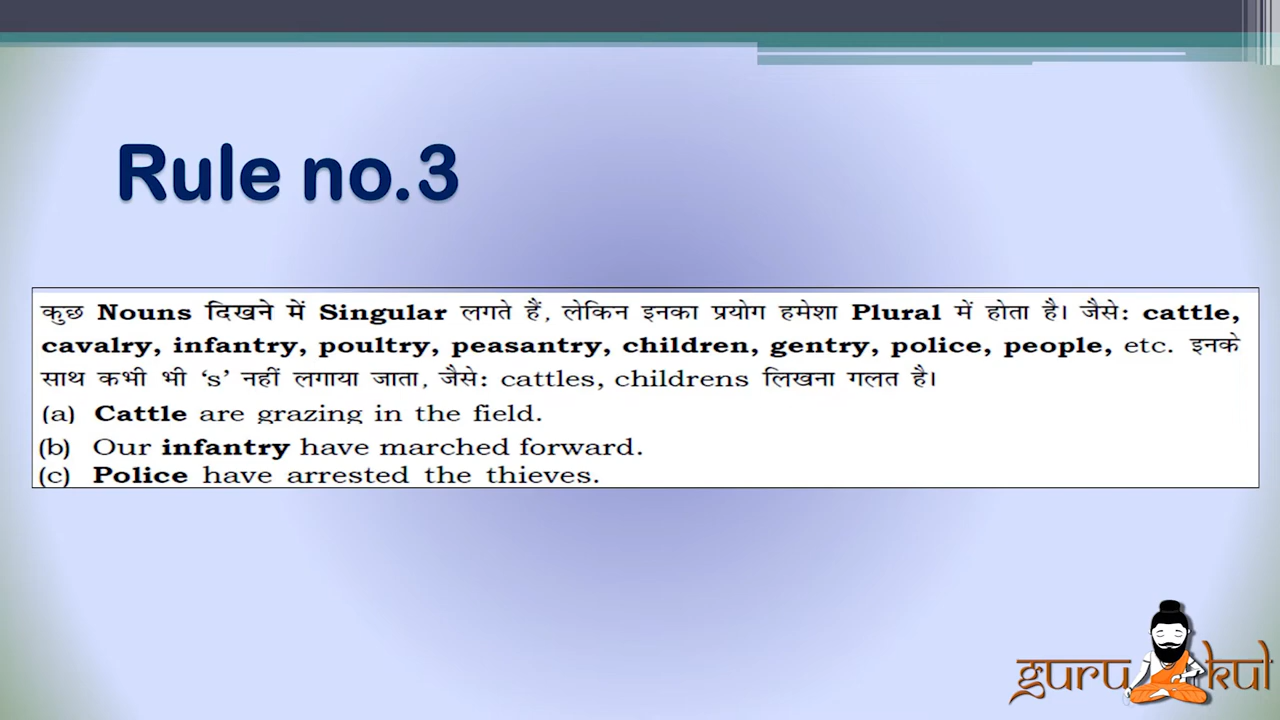 Rule no.3
कुछ Nouns दिखने में Singular लगते हैं, लेकिन इनका प्रयोग हमेशा Plural में होता है। जैसे: cattle,
cavalry, infantry, poultry, peasantry, children, gentry, police, people, etc. इनके
साथ कभी भी ‘s’ नहीं लगाया जाता, जैसे: cattles, childrens लिखना गलत है।
(a) Cattle are grazing in the field.
(b) Our infantry have marched forward.
(c) Police have arrested the thieves.
gurukul